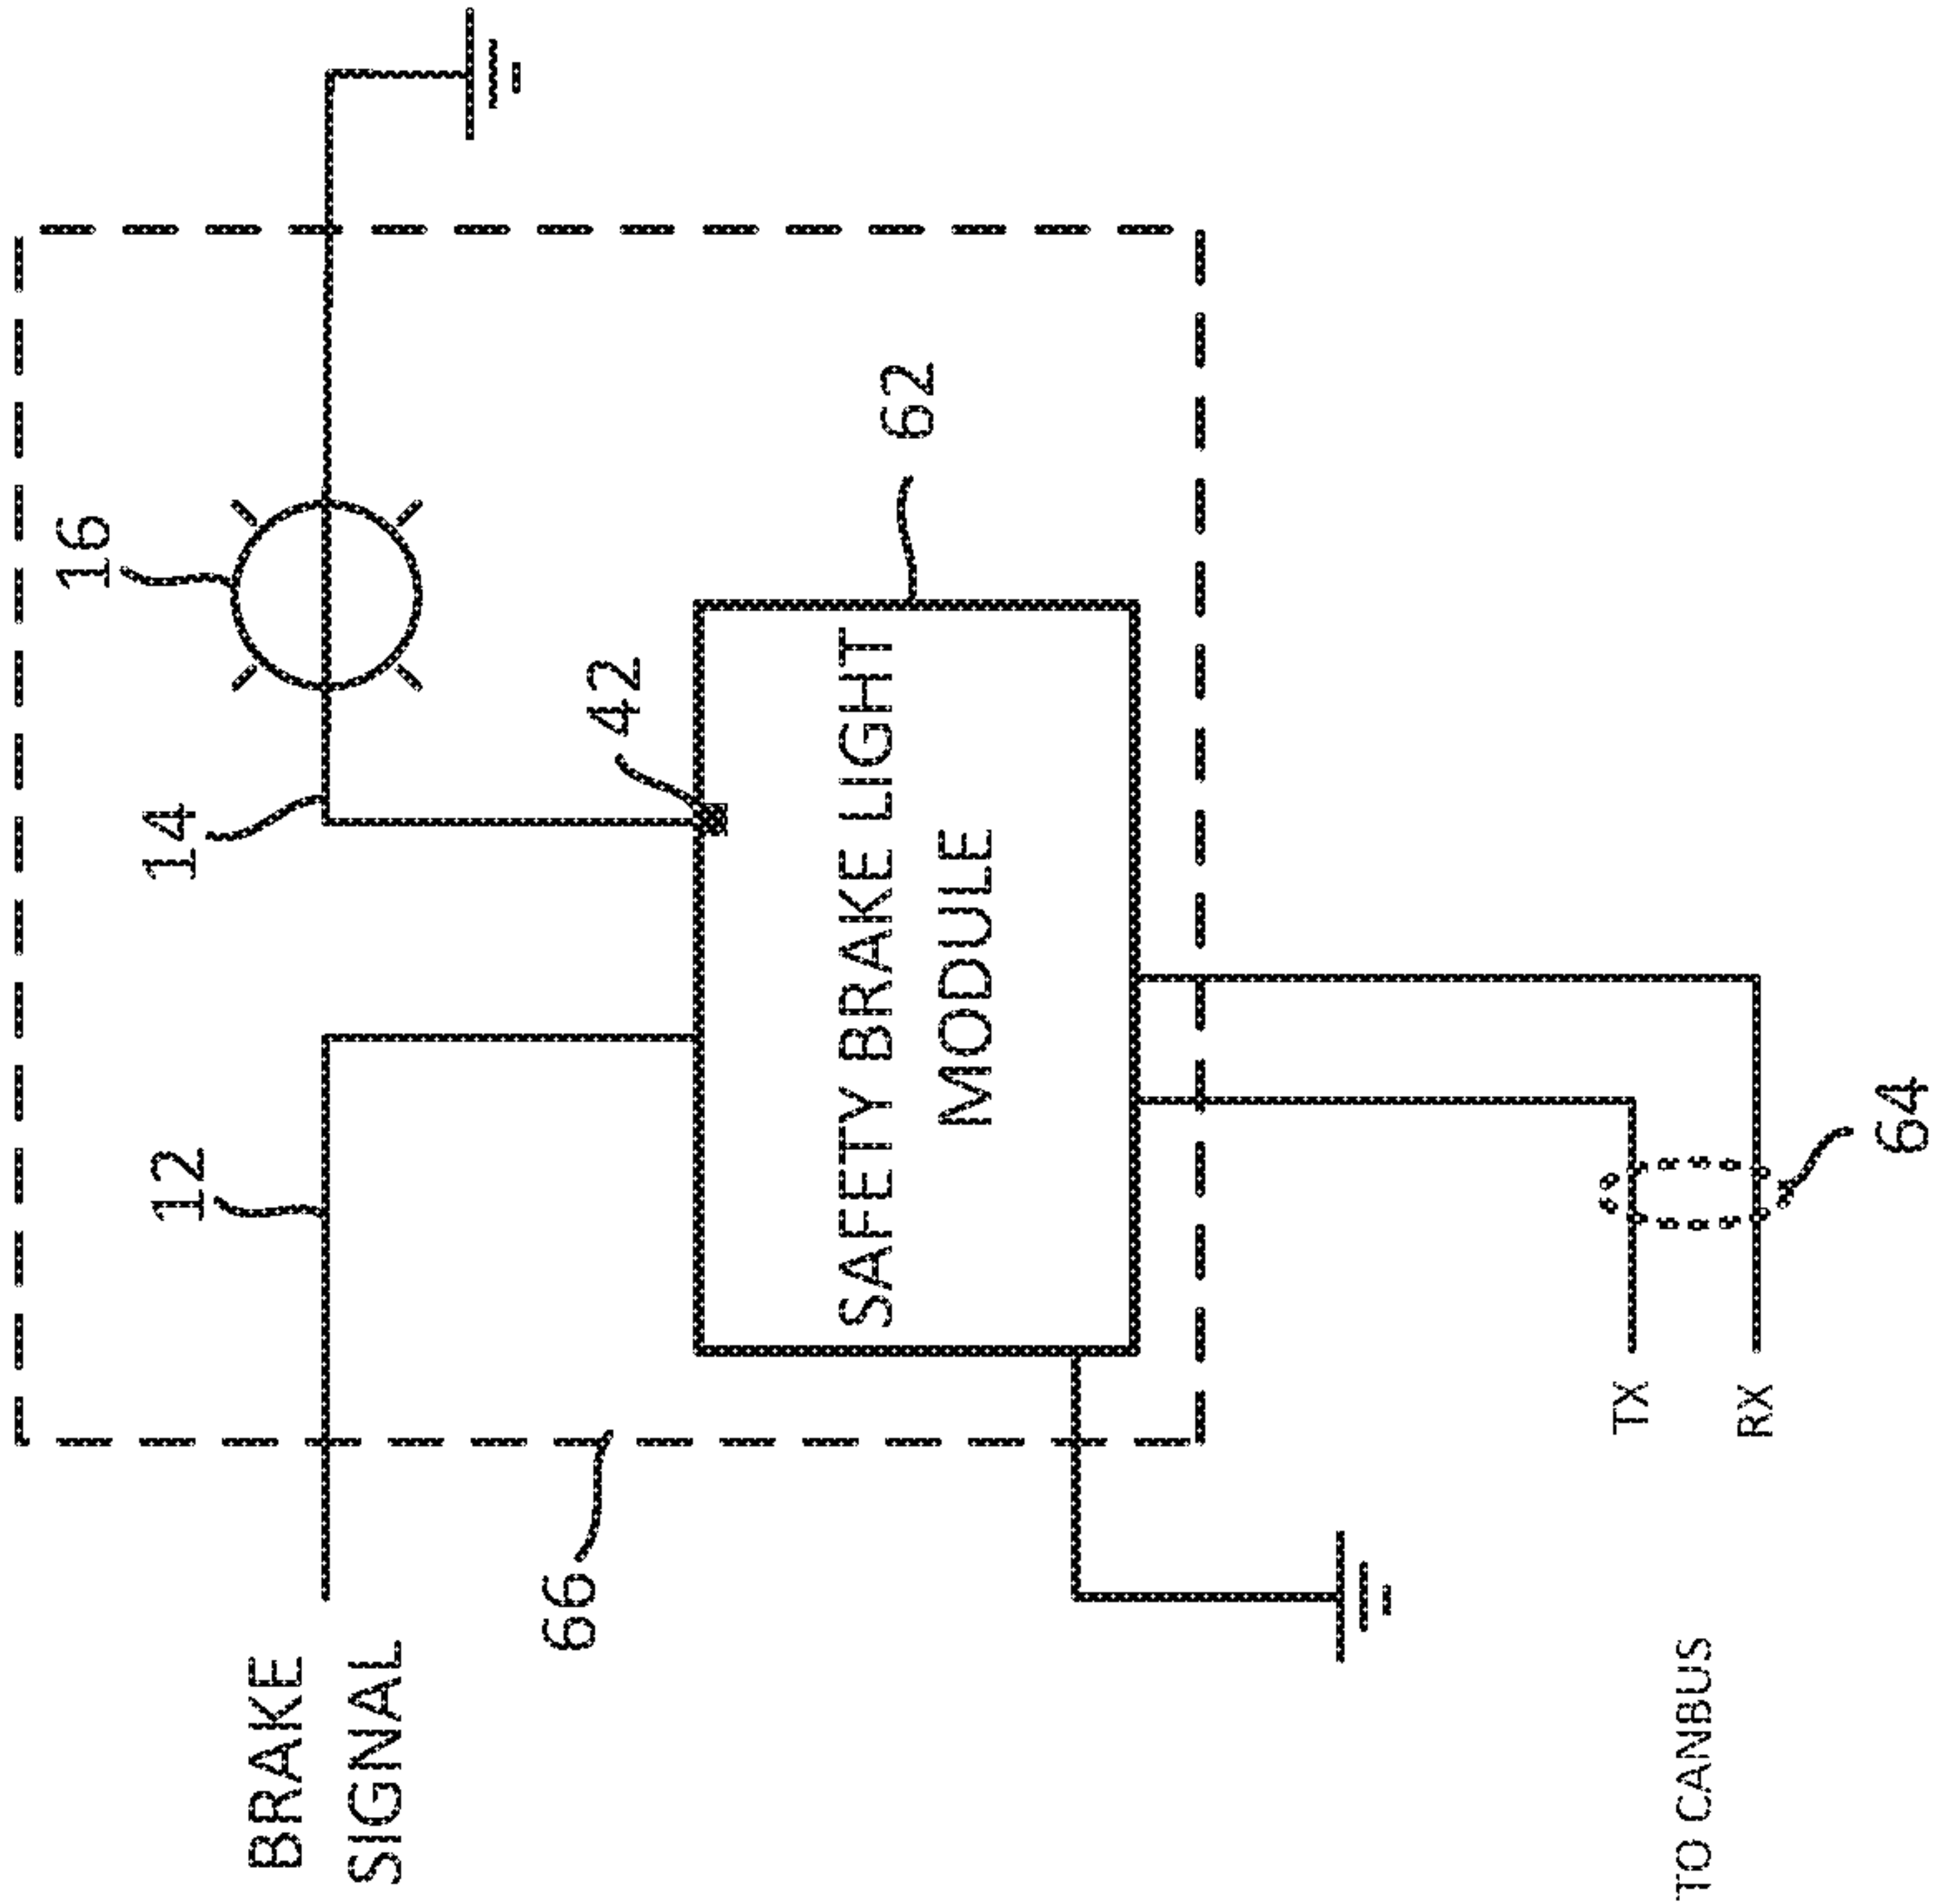 16
14
12
BRAKE
SIGNAL
42
62
66
SAFETY BRAKE LIGHT
MODULE
TX
RX
64
TO CANBUS